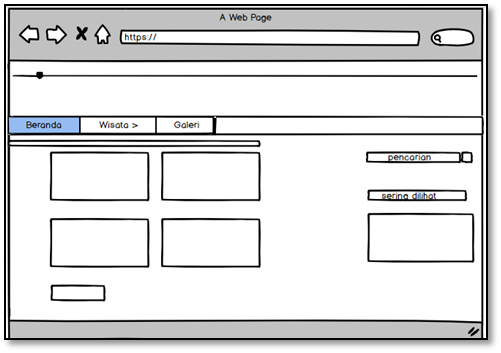 A Web Page
https://
Beranda
Wisata >
Galeri
pencarian
sering dilihat